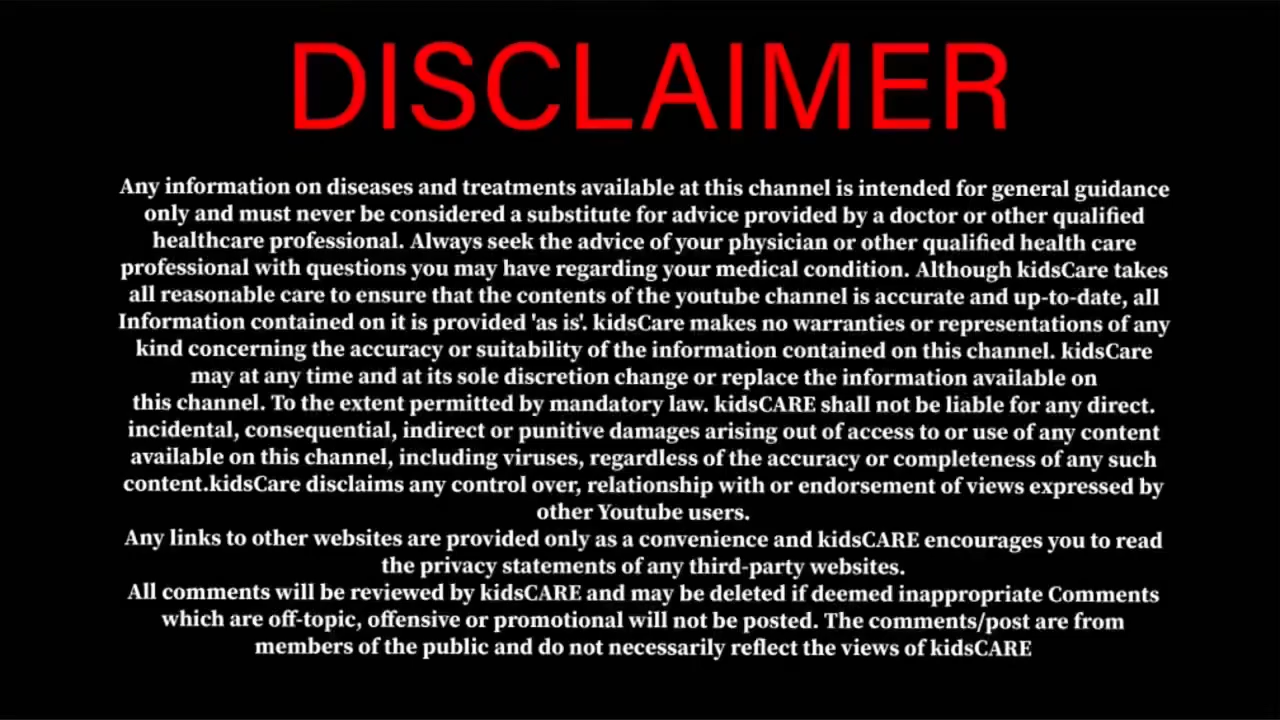 DISCLAIMER
Any information on diseases and treatments available at this channel is intended for general guidance
only and must never be considered a substitute for advice provided by a doctor or other qualified
healthcare professional. Always seek the advice of your physician or other qualified health care
professional with questions you may have regarding your medical condition. Although kidsCare takes
all reasonable care to ensure that the contents of the youtube channel is accurate and up-to-date, all
Information contained on it is provided 'as is'. kidsCare makes no warranties or representations of any
kind concerning the accuracy or suitability of the information contained on this channel. kidsCare
may at any time and at its sole discretion change or replace the information available on
this channel. To the extent permitted by mandatory law. kidsCARE shall not be liable for any direct.
incidental, consequential, indirect or punitive damages arising out of access to or use of any content
available on this channel, including viruses, regardless of the accuracy or completeness of any such
content.kidsCare disclaims any control over, relationship with or endorsement of views expressed by
other Youtube users.
Any links to other websites are provided only as a convenience and kidsCARE encourages you to read
the privacy statements of any third-party websites.
All comments will be reviewed by kidsCARE and may be deleted if deemed inappropriate Comments
which are off-topic, offensive or promotional will not be posted. The comments/post are from
members of the public and do not necessarily reflect the views of kidsCARE